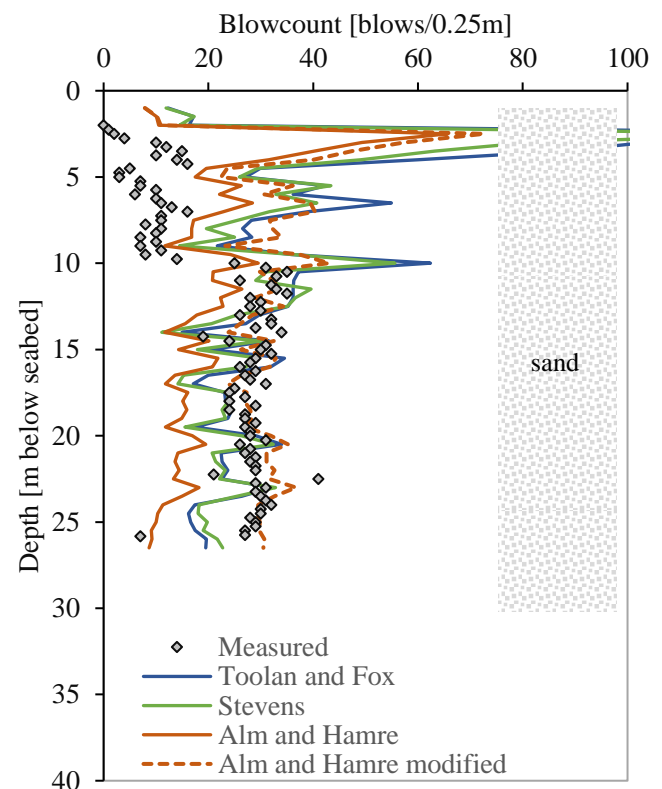 Blowcount [blows/0.25m]
0 20 40 60 80 100
0
5
10
15
20
25
30
35
40
Depth [m below seabed]
sand
Measured
Toolan and Fox
Stevens
Alm and Hamre
Alm and Hamre modified